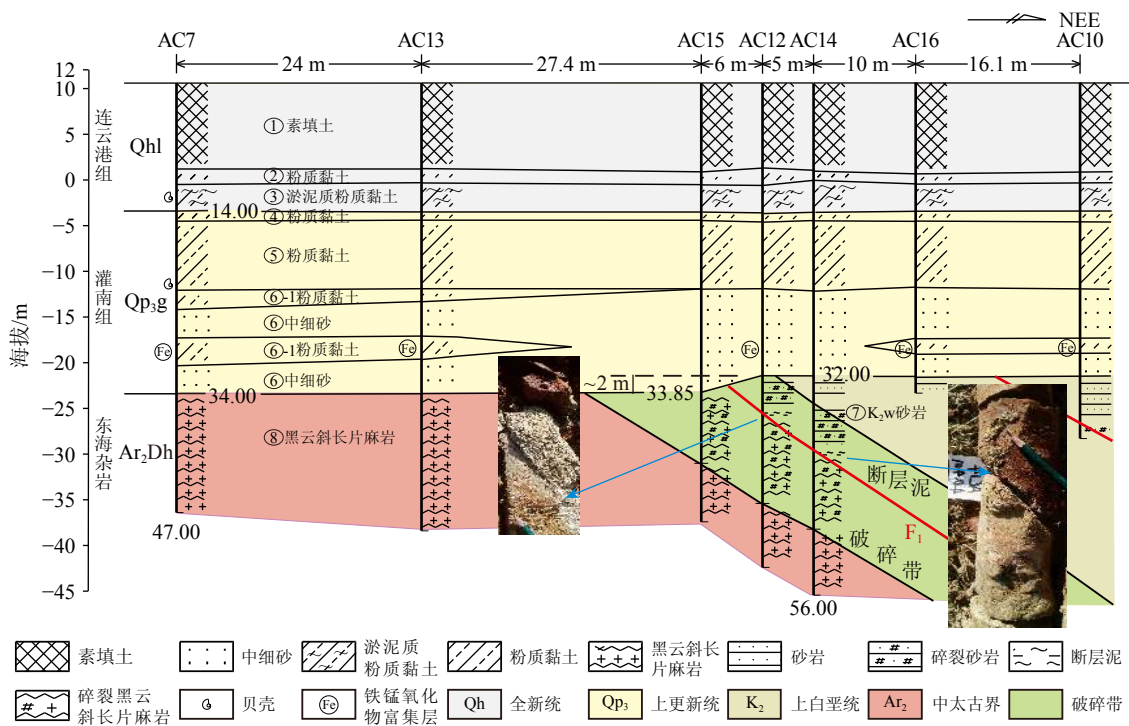 NEE
AC7 AC13 AC15 AC12 AC14 AC16 AC10
24 m 27.4 m 6 m 5 m 10 m 16.1 m
12
10
5
0
−5
−10
−15
−20
−25
−30
−35
−40
−45
海拔/m
连云港组
灌南组
东海杂岩
Qhl
Qp₃g
Ar₂Dh
①素填土
②粉质黏土
③淤泥质粉质黏土
14.00
④粉质黏土
⑤粉质黏土
⑥-1粉质黏土
⑥中细砂
Fe Fe ⑥-1粉质黏土 Fe Fe Fe
⑥中细砂
~2 m
34.00 33.85 32.00
⑦K₂w砂岩
⑧黑云斜长片麻岩
断层泥
F₁
破碎带
47.00
56.00
素填土 中细砂 淤泥质粉质黏土 粉质黏土 黑云斜长片麻岩 砂岩 碎裂砂岩 断层泥
碎裂黑云斜长片麻岩 贝壳 Fe 铁锰氧化物富集层 Qh 全新统 Qp₃ 上更新统 K₂ 上白垩统 Ar₂ 中太古界 破碎带